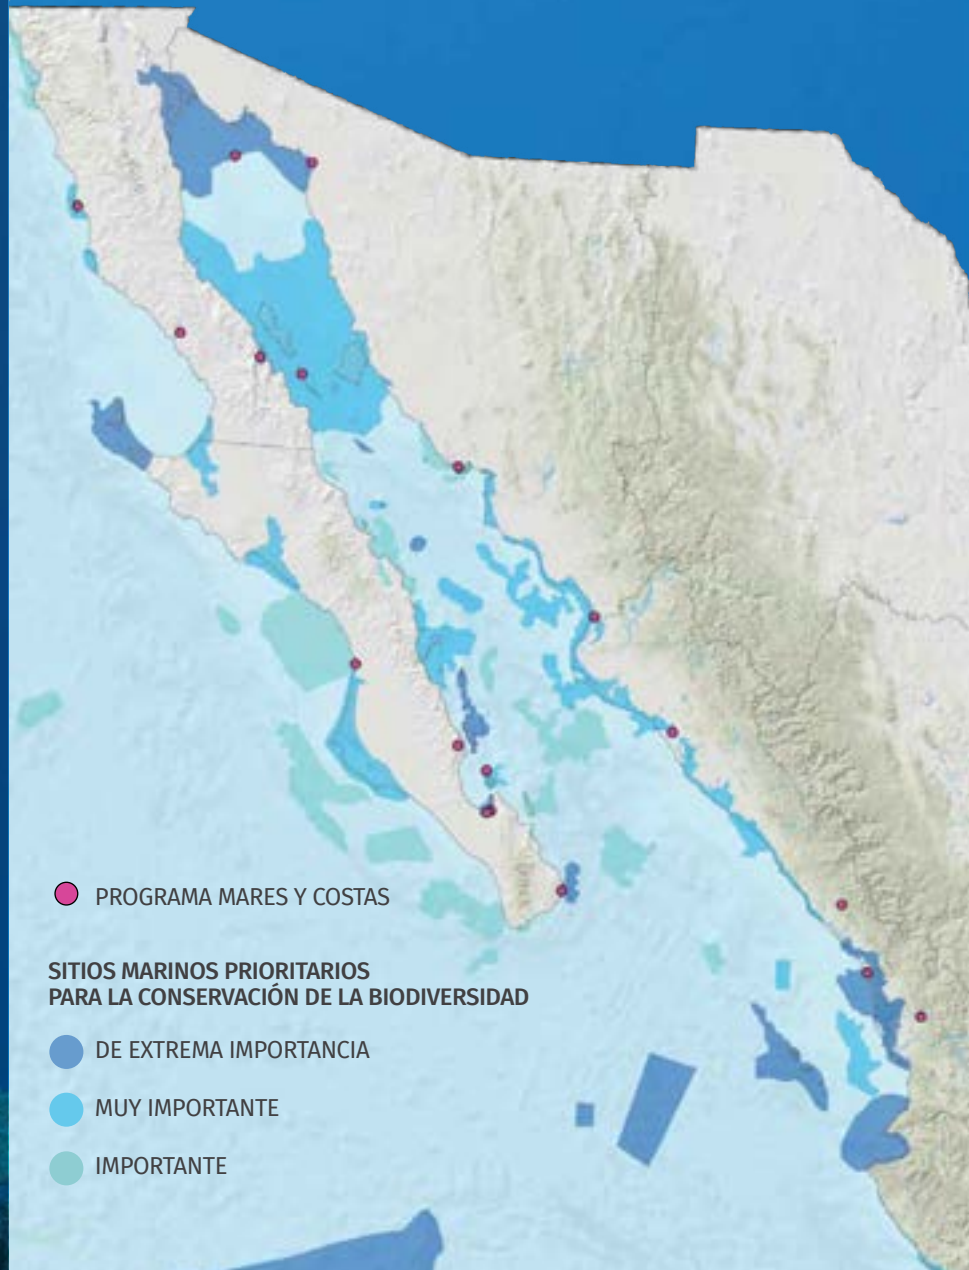 PROGRAMA MARES Y COSTAS
SITIOS MARINOS PRIORITARIOS
PARA LA CONSERVACIÓN DE LA BIODIVERSIDAD
DE EXTREMA IMPORTANCIA
MUY IMPORTANTE
IMPORTANTE